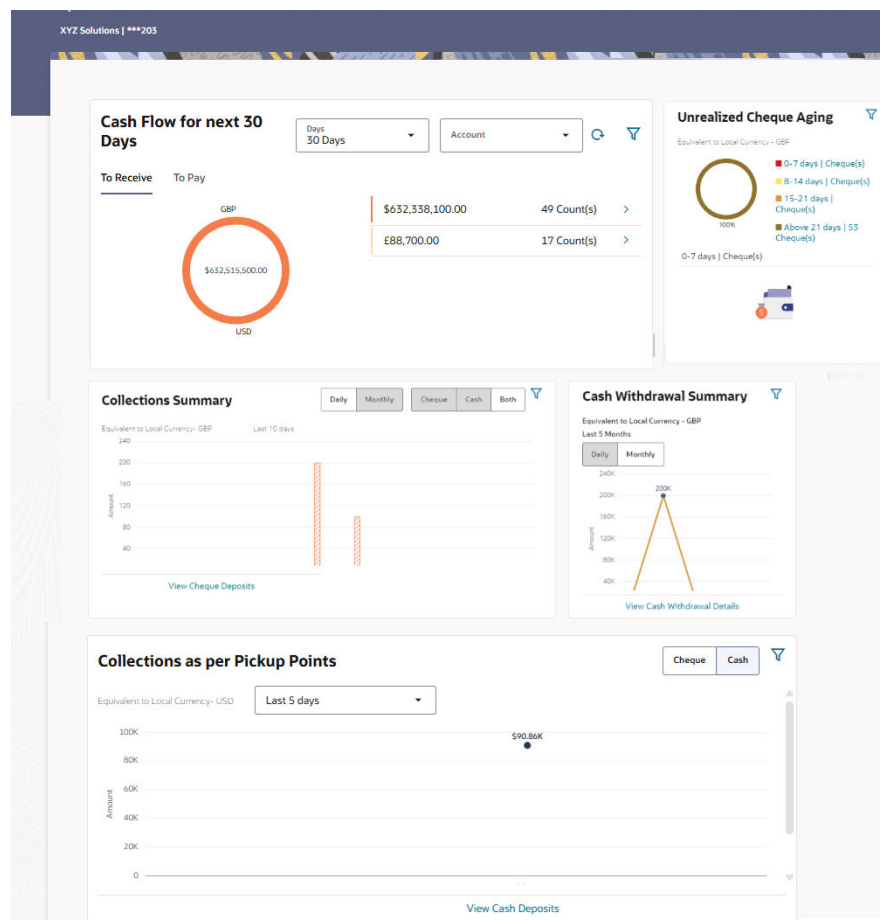 XYZ Solutions | ***203
Cash Flow for next 30
Days
Days
30 Days
Account
To Receive
To Pay
GBP
$632,515,500.00
USD
$632,338,100.00
49 Count(s)
£88,700.00
17 Count(s)
Unrealized Cheque Aging
Equivalent to Local Currency - GBP
100%
0-7 days | Cheque(s)
8-14 days | Cheque(s)
15-21 days |
Cheque(s)
Above 21 days | 53
Cheque(s)
0-7 days | Cheque(s)
Collections Summary
Daily
Monthly
Cheque
Cash
Both
Equivalent to Local Currency- GBP
Last 10 days
240
200
160
120
80
40
Amount
View Cheque Deposits
Cash Withdrawal Summary
Equivalent to Local Currency - GBP
Last 5 Months
Daily
Monthly
240K
200K
160K
120K
80K
40K
Amount
200K
View Cash Withdrawal Details
Collections as per Pickup Points
Cheque
Cash
Equivalent to Local Currency- USD
Last 5 days
100K
80K
60K
40K
20K
0
Amount
$90.86K
View Cash Deposits